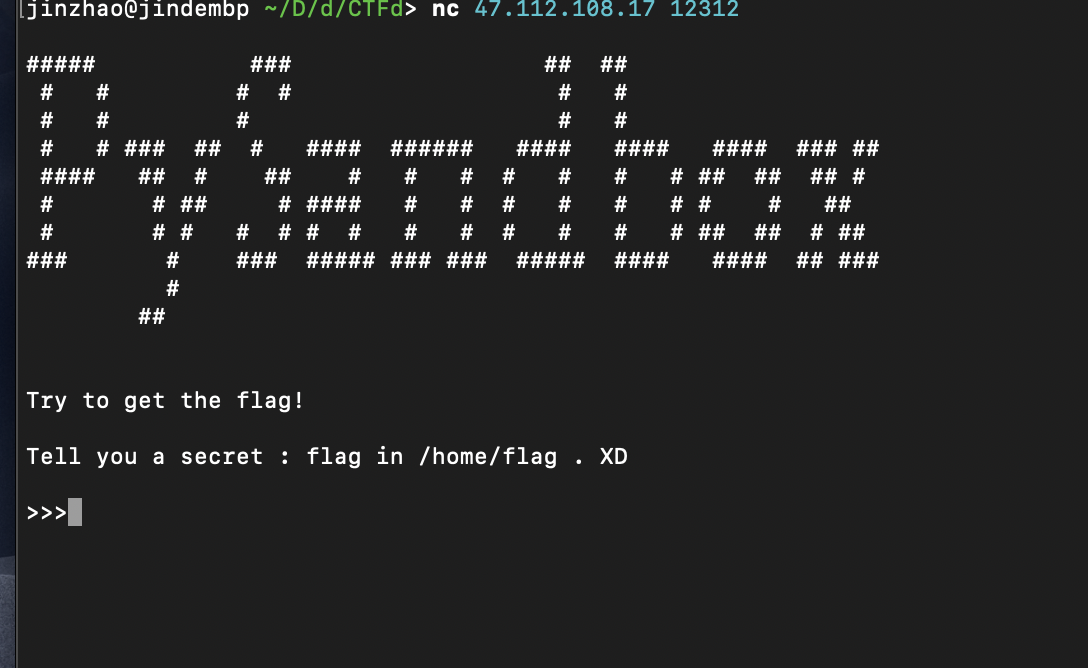 [jinzhao@jindembp ~/D/d/CTFd> nc 47.112.108.17 12312
PySandbox
Try to get the flag!
Tell you a secret : flag in /home/flag . XD
>>>